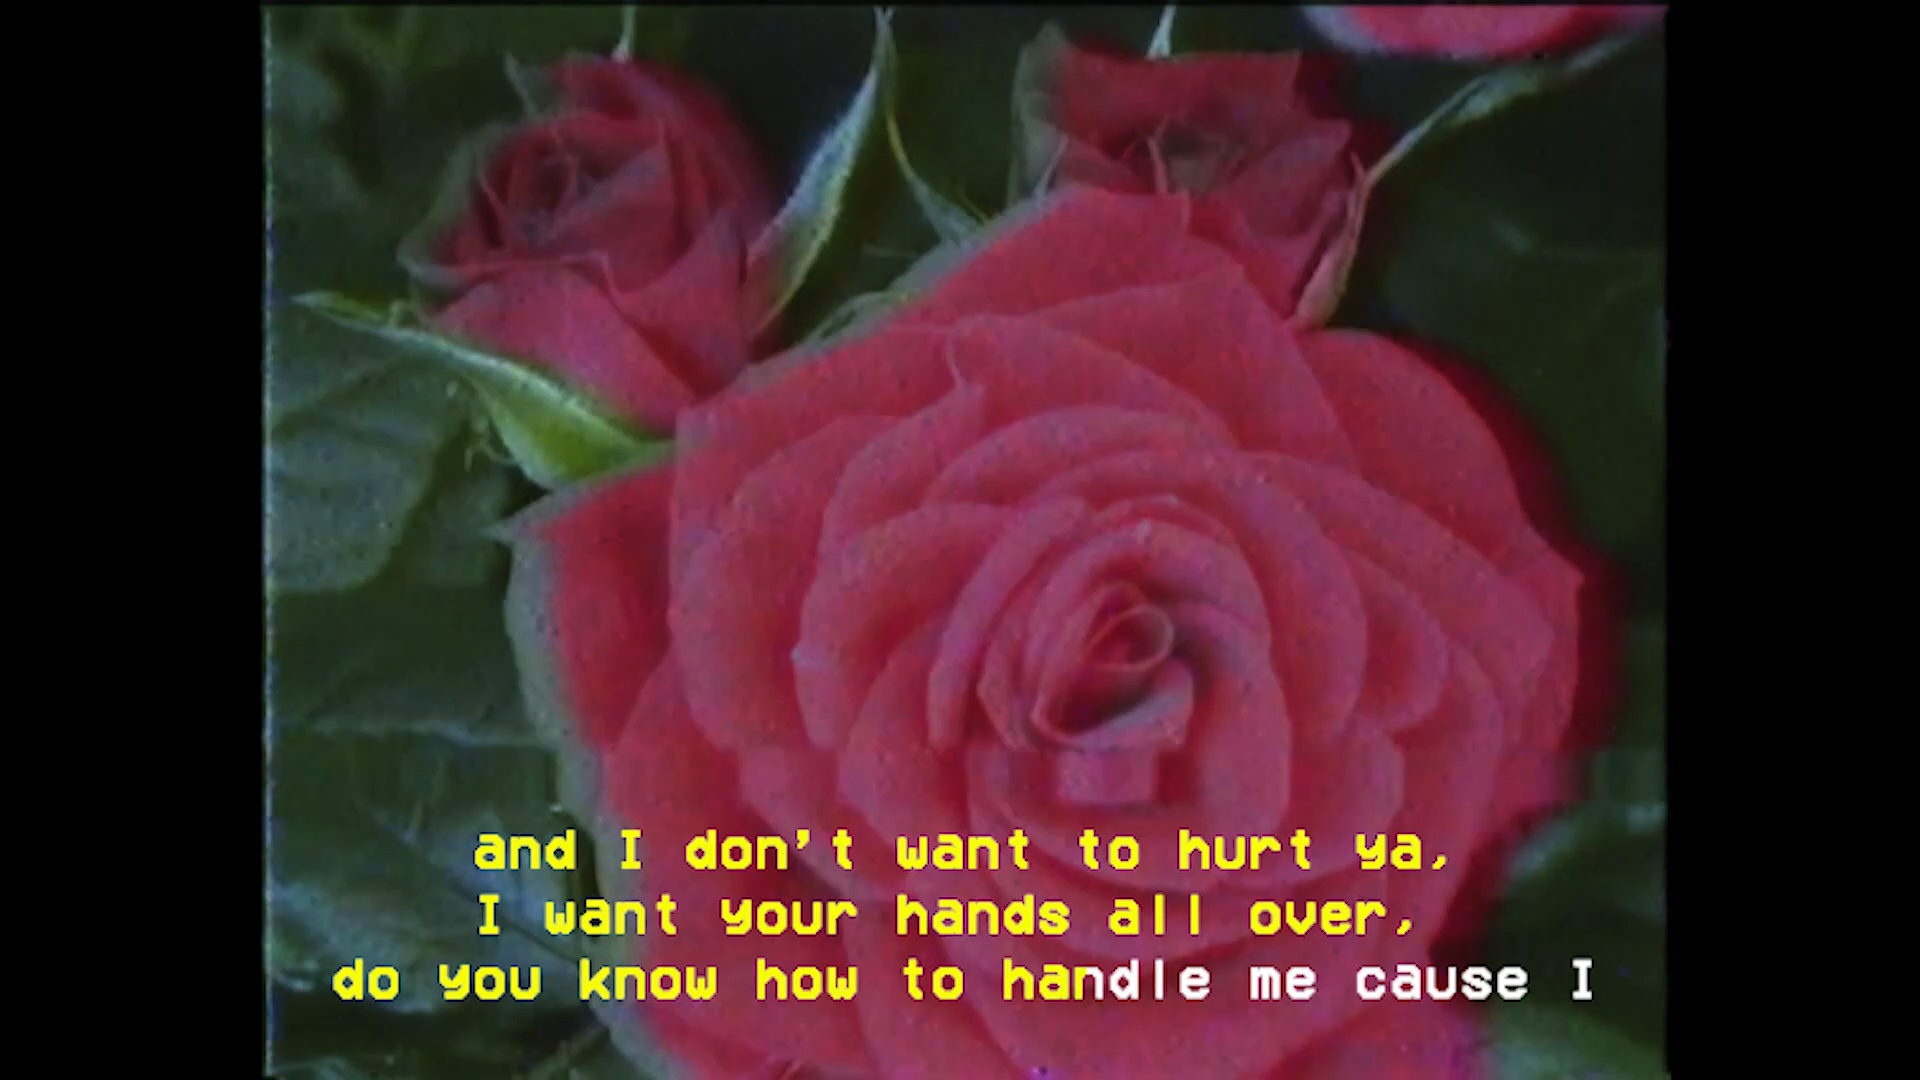 and I don't want to hurt ya,
I want your hands all over,
do you know how to handle me cause I